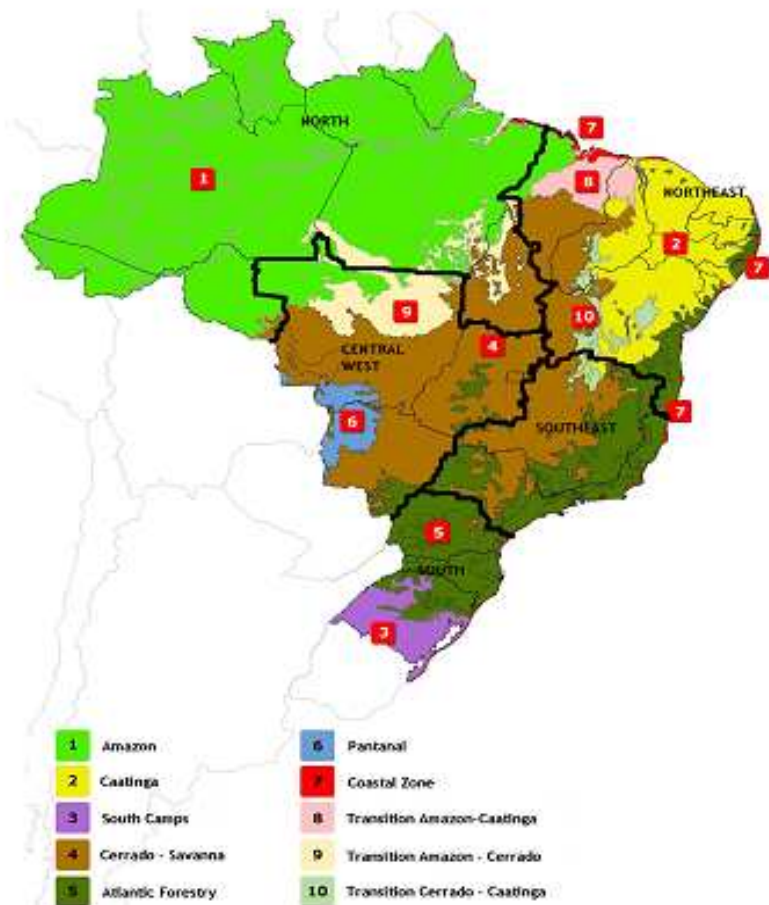 NORTH
7
1
8
NORTHEAST
2
7
9
10
4
CENTRAL
WEST
6
7
SOUTHEAST
5
SOUTH
3
1 Amazon
2 Caatinga
3 South Camps
4 Cerrado - Savanna
5 Atlantic Forestry
6 Pantanal
7 Coastal Zone
8 Transition Amazon-Caatinga
9 Transition Amazon - Cerrado
10 Transition Cerrado - Caatinga